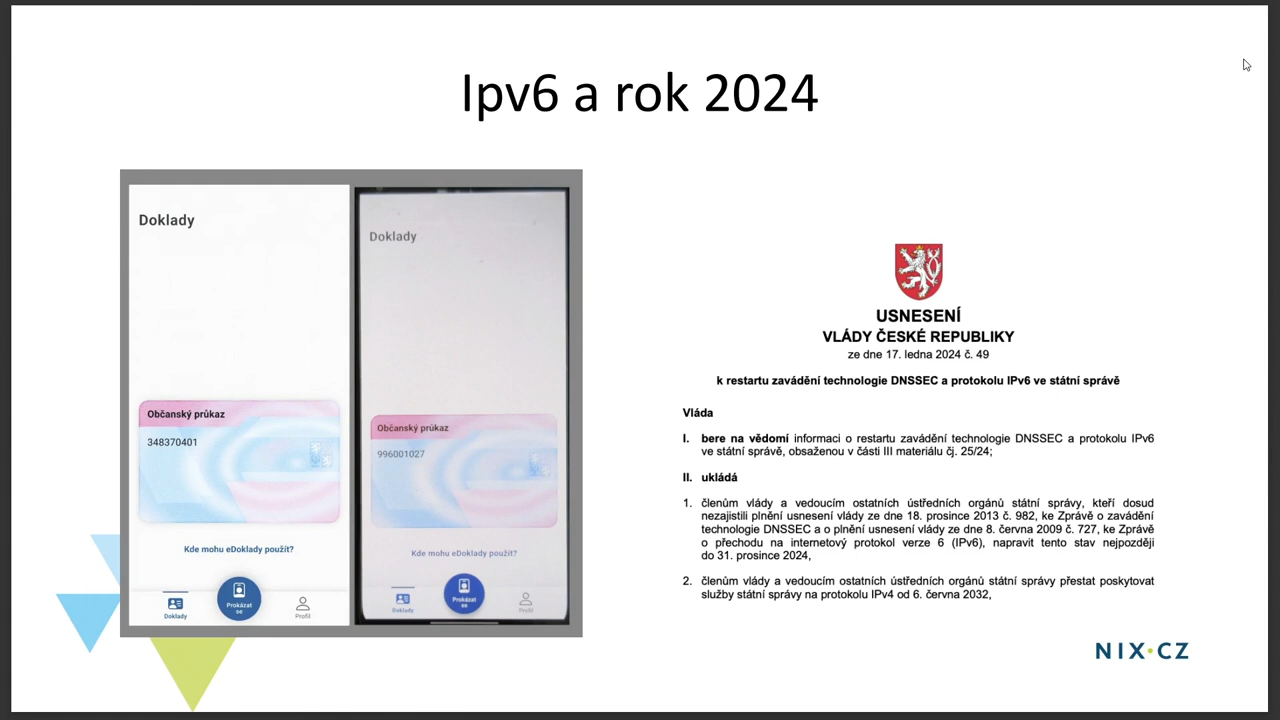 Ipv6 a rok 2024
Doklady
Občanský průkaz
348370401
Kde mohu eDoklady použít?
Doklady
Prokázat
se
Profil
Doklady
Občanský průkaz
996001027
Kde mohu eDoklady použít?
Doklady
Prokázat
se
Profil
USNESENÍ
VLÁDY ČESKÉ REPUBLIKY
ze dne 17. ledna 2024 č. 49
k restartu zavádění technologie DNSSEC a protokolu IPv6 ve státní správě
Vláda
I. bere na vědomí informaci o restartu zavádění technologie DNSSEC a protokolu IPv6
ve státní správě, obsaženou v části III materiálu čj. 25/24;
II. ukládá
1. členům vlády a vedoucím ostatních ústředních orgánů státní správy, kteří dosud
nezajistili plnění usnesení vlády ze dne 18. prosince 2013 č. 982, ke Zprávě o zavádění
technologie DNSSEC a o plnění usnesení vlády ze dne 8. června 2009 č. 727, ke Zprávě
o přechodu na internetový protokol verze 6 (IPv6), napravit tento stav nejpozději
do 31. prosince 2024,
2. členům vlády a vedoucím ostatních ústředních orgánů státní správy přestat poskytovat
služby státní správy na protokolu IPv4 od 6. června 2032,
NIX·CZ